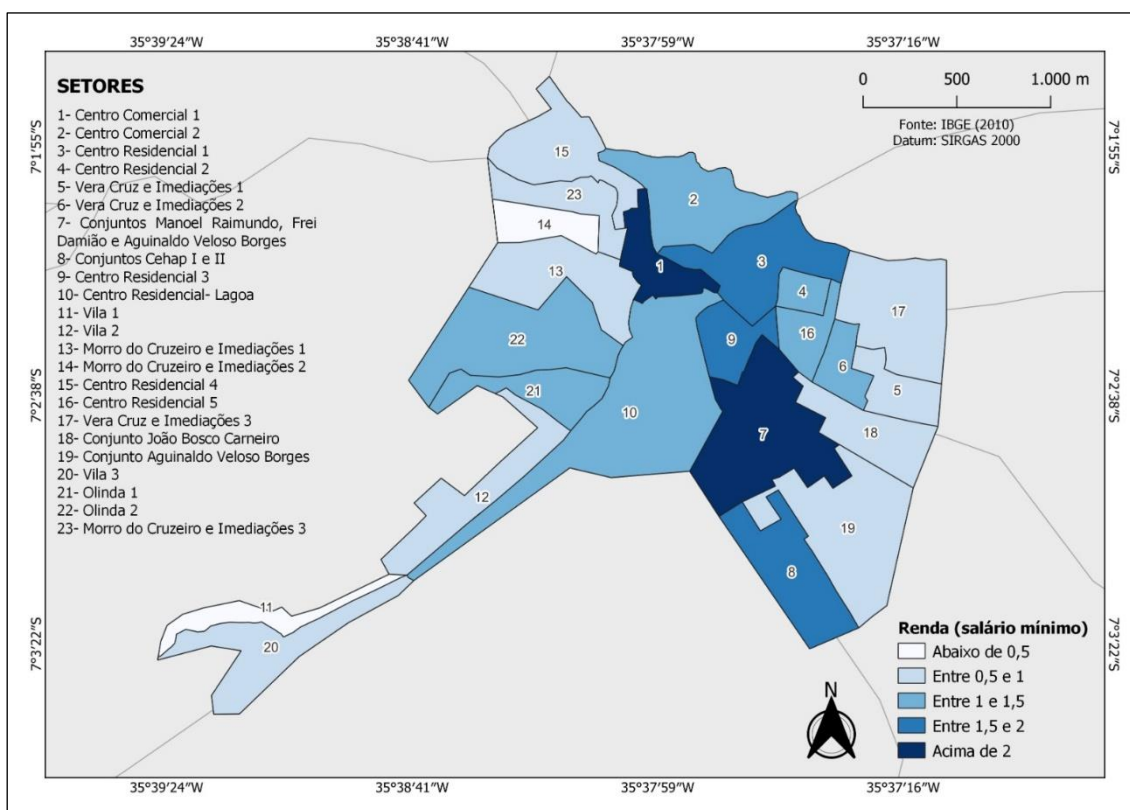 35°39′24″W 35°38′41″W 35°37′59″W 35°37′16″W
SETORES
1- Centro Comercial 1
2- Centro Comercial 2
3- Centro Residencial 1
4- Centro Residencial 2
5- Vera Cruz e Imediações 1
6- Vera Cruz e Imediações 2
7- Conjuntos Manoel Raimundo, Frei
Damião e Aguinaldo Veloso Borges
8- Conjuntos Cehap I e II
9- Centro Residencial 3
10- Centro Residencial- Lagoa
11- Vila 1
12- Vila 2
13- Morro do Cruzeiro e Imediações 1
14- Morro do Cruzeiro e Imediações 2
15- Centro Residencial 4
16- Centro Residencial 5
17- Vera Cruz e Imediações 3
18- Conjunto João Bosco Carneiro
19- Conjunto Aguinaldo Veloso Borges
20- Vila 3
21- Olinda 1
22- Olinda 2
23- Morro do Cruzeiro e Imediações 3
0 500 1.000 m
Fonte: IBGE (2010)
Datum: SIRGAS 2000
7°1′55″S
7°2′38″S
7°3′22″S
15
23
2
14
1
3
13
4
17
22
9
16
6
21
5
10
7
18
12
19
8
11
20
7°1′55″S
7°2′38″S
7°3′22″S
N
Renda (salário mínimo)
Abaixo de 0,5
Entre 0,5 e 1
Entre 1 e 1,5
Entre 1,5 e 2
Acima de 2
35°39′24″W 35°38′41″W 35°37′59″W 35°37′16″W